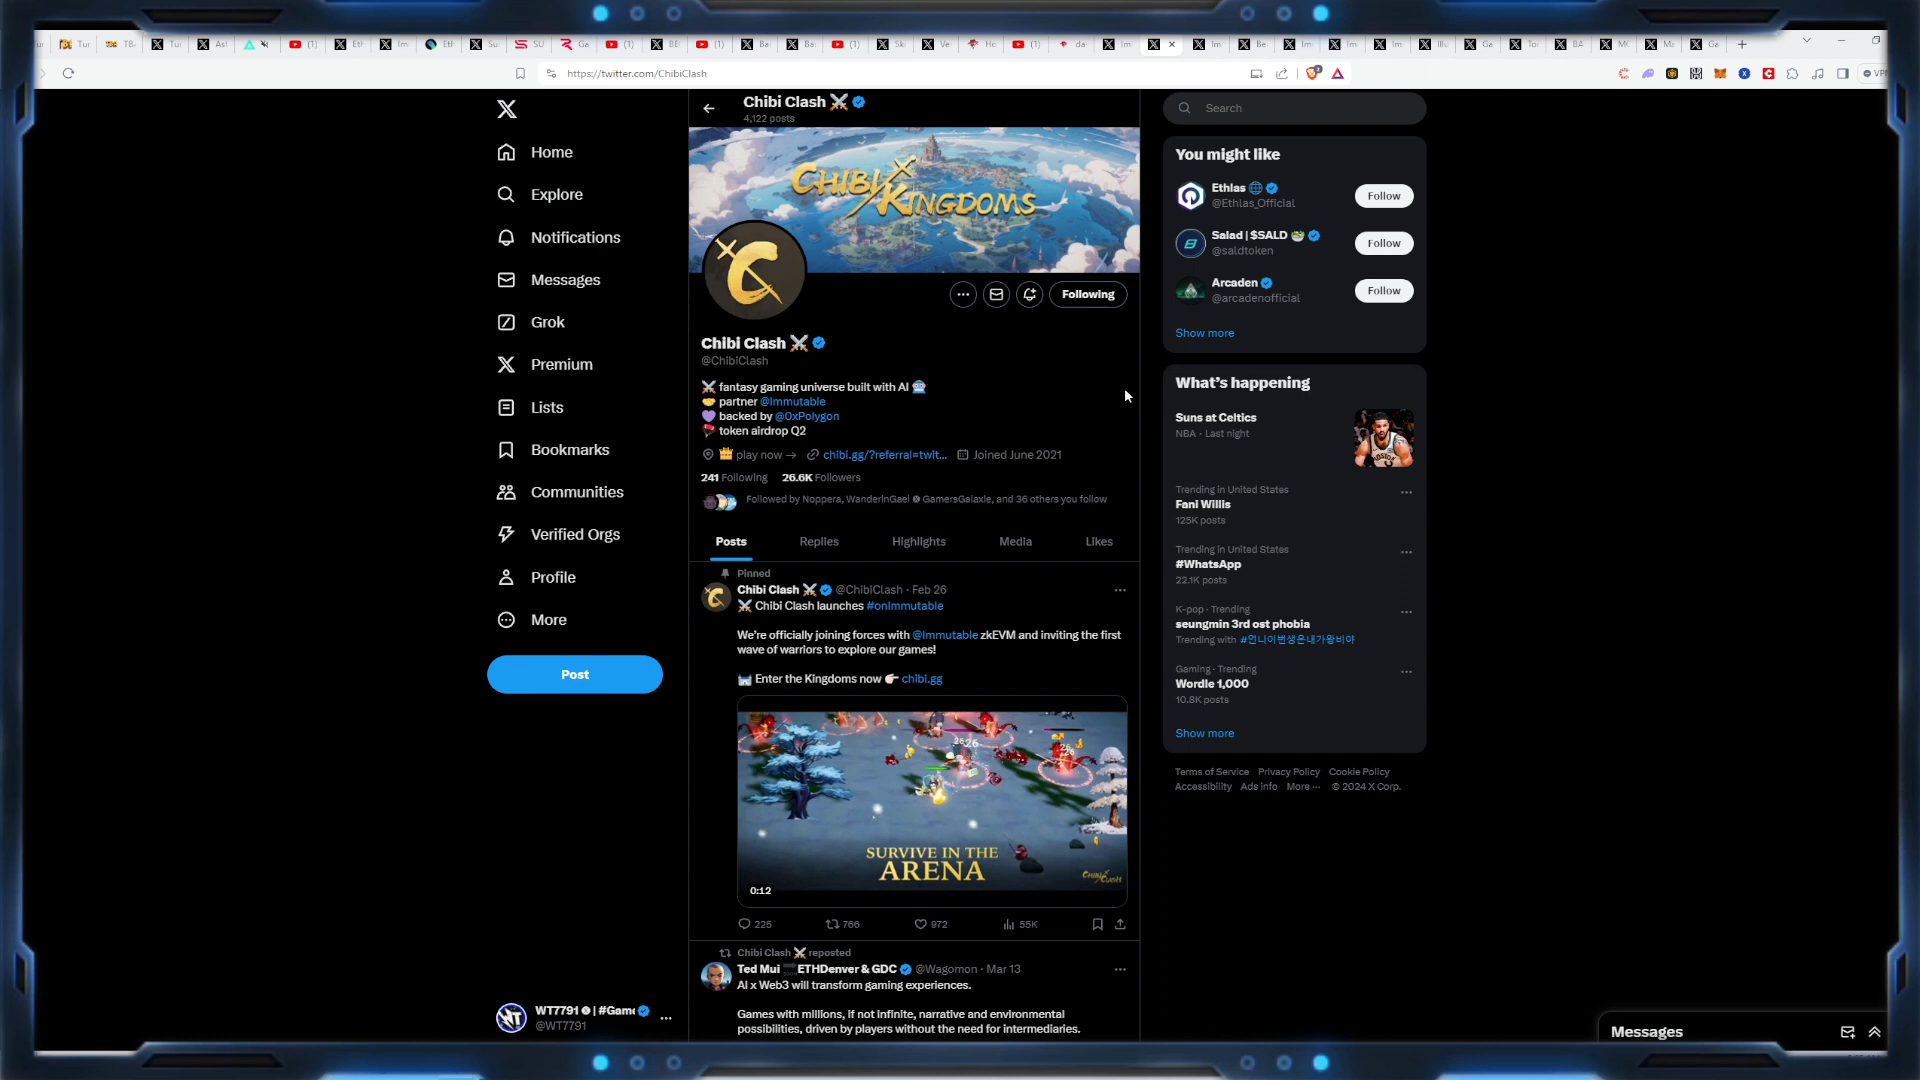 https://twitter.com/ChibiClash
VPN
Home
Explore
Notifications
Messages
Grok
Premium
Lists
Bookmarks
Communities
Verified Orgs
Profile
More
Post
WT7791 | #Game
@WT7791
Chibi Clash ⚔️
4,122 posts
CHIBI KINGDOMS
Following
Chibi Clash ⚔️
@ChibiClash
⚔️ fantasy gaming universe built with AI 🤖
🤝 partner @Immutable
💜 backed by @0xPolygon
🪂 token airdrop Q2
👑 play now → chibi.gg/?referral=twit... Joined June 2021
241 Following 26.6K Followers
Followed by Noppera, WanderinGael GamersGalaxie, and 36 others you follow
Posts Replies Highlights Media Likes
Pinned
Chibi Clash ⚔️ @ChibiClash · Feb 26
⚔️ Chibi Clash launches #onImmutable
We're officially joining forces with @Immutable zkEVM and inviting the first
wave of warriors to explore our games!
🏰 Enter the Kingdoms now 👉🏻 chibi.gg
SURVIVE IN THE
ARENA
CHIBI CLASH
0:12
225 766 972 55K
Chibi Clash ⚔️ reposted
Ted Mui 🔜 ETHDenver & GDC @Wagomon · Mar 13
AI x Web3 will transform gaming experiences.
Games with millions, if not infinite, narrative and environmental
possibilities, driven by players without the need for intermediaries.
Search
You might like
Ethlas 🌐
@Ethlas_Official
Follow
Salad | $SALD 🥗
@saldtoken
Follow
Arcaden
@arcadenofficial
Follow
Show more
What's happening
Suns at Celtics
NBA · Last night
Trending in United States
Fani Willis
125K posts
Trending in United States
#WhatsApp
22.1K posts
K-pop · Trending
seungmin 3rd ost phobia
Trending with #언니이번생은내가왕비야
Gaming · Trending
Wordle 1,000
10.8K posts
Show more
Terms of Service Privacy Policy Cookie Policy
Accessibility Ads info More ··· © 2024 X Corp.
Messages